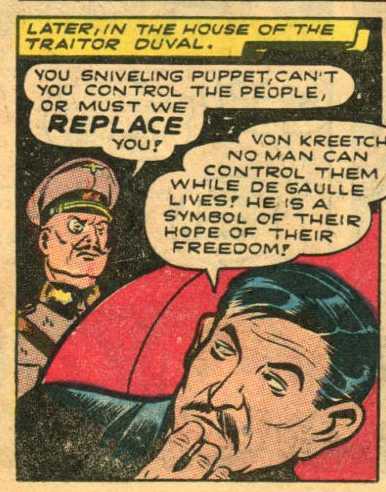 LATER, IN THE HOUSE OF THE
TRAITOR DUVAL.
YOU SNIVELING PUPPET, CAN'T
YOU CONTROL THE PEOPLE,
OR MUST WE
REPLACE
YOU?
VON KREETCH
NO MAN CAN
CONTROL THEM
WHILE DE GAULLE
LIVES! HE IS A
SYMBOL OF THEIR
HOPE OF THEIR
FREEDOM!